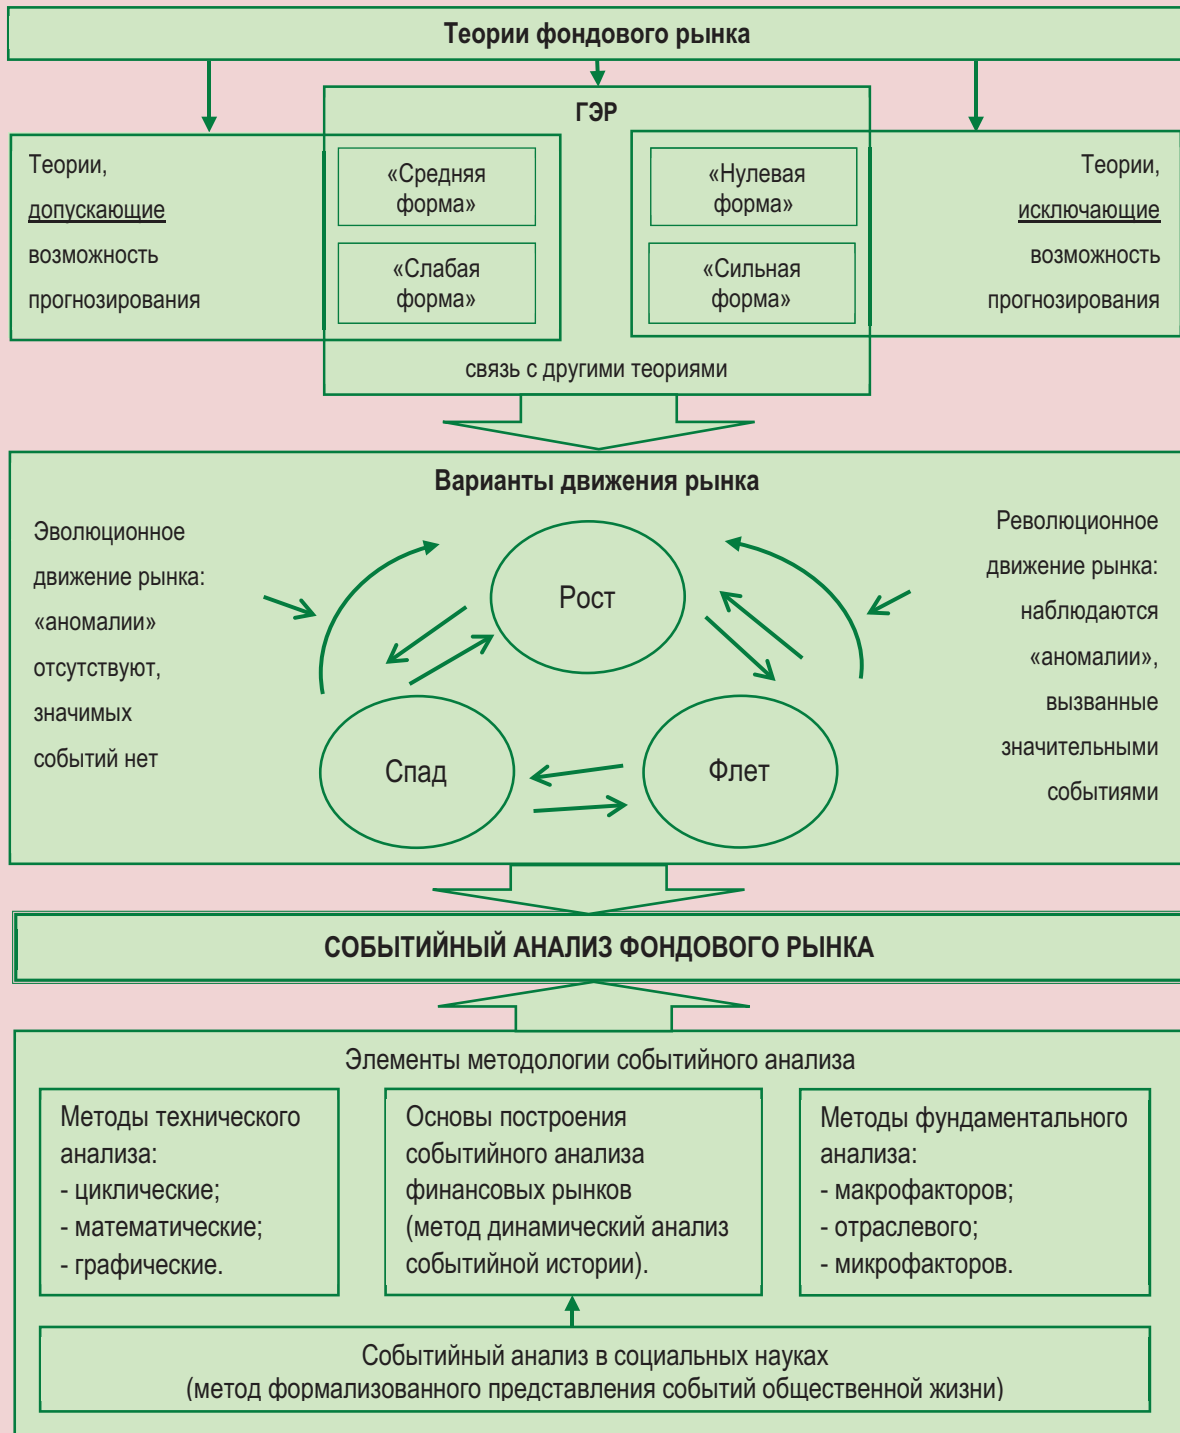 Теории фондового рынка
ГЭР
Теории,
допускающие
возможность
прогнозирования
«Средняя
форма»
«Слабая
форма»
«Нулевая
форма»
«Сильная
форма»
Теории,
исключающие
возможность
прогнозирования
связь с другими теориями
Варианты движения рынка
Эволюционное
движение рынка:
«аномалии»
отсутствуют,
значимых
событий нет
Рост
Спад
Флет
Революционное
движение рынка:
наблюдаются
«аномалии»,
вызванные
значительными
событиями
СОБЫТИЙНЫЙ АНАЛИЗ ФОНДОВОГО РЫНКА
Элементы методологии событийного анализа
Методы технического
анализа:
- циклические;
- математические;
- графические.
Основы построения
событийного анализа
финансовых рынков
(метод динамический анализ
событийной истории).
Методы фундаментального
анализа:
- макрофакторов;
- отраслевого;
- микрофакторов.
Событийный анализ в социальных науках
(метод формализованного представления событий общественной жизни)